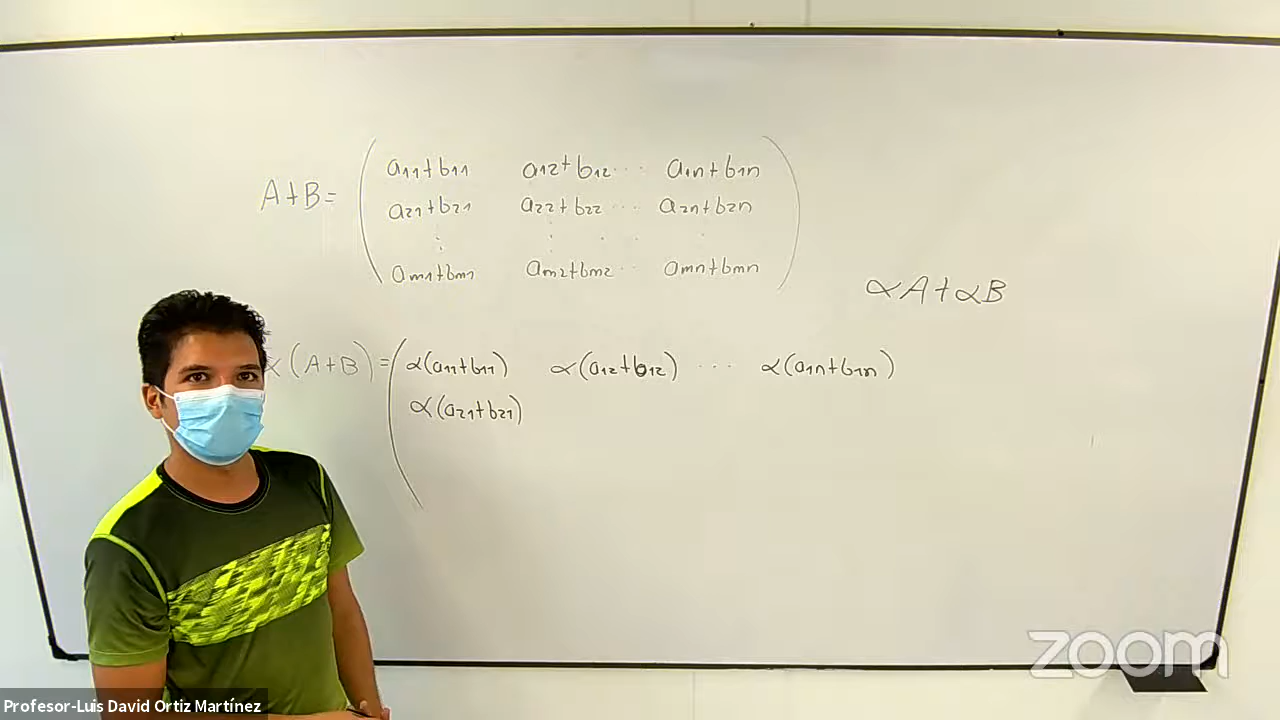 A+B= ( a11+b11 a12+b12 ··· a1n+b1n
a21+b21 a22+b22 ··· a2n+b2n
⋮ ⋮ ⋱ ⋮
am1+bm1 am2+bm2 ·· amn+bmn )
αA+αB
α(A+B)= ( α(a11+b11) α(a12+b12) ··· α(a1n+b1n)
α(a21+b21)
zoom
Profesor-Luis David Ortiz Martínez